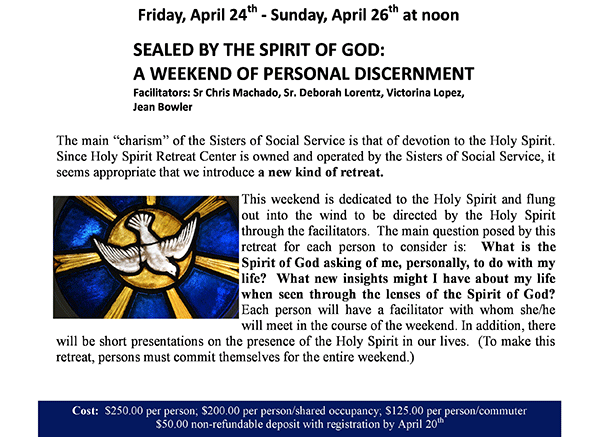 Friday, April 24th - Sunday, April 26th at noon
SEALED BY THE SPIRIT OF GOD:
A WEEKEND OF PERSONAL DISCERNMENT
Facilitators: Sr Chris Machado, Sr. Deborah Lorentz, Victorina Lopez,
Jean Bowler
The main “charism” of the Sisters of Social Service is that of devotion to the Holy Spirit.
Since Holy Spirit Retreat Center is owned and operated by the Sisters of Social Service, it
seems appropriate that we introduce a new kind of retreat.
This weekend is dedicated to the Holy Spirit and flung
out into the wind to be directed by the Holy Spirit
through the facilitators. The main question posed by this
retreat for each person to consider is: What is the
Spirit of God asking of me, personally, to do with my
life? What new insights might I have about my life
when seen through the lenses of the Spirit of God?
Each person will have a facilitator with whom she/he
will meet in the course of the weekend. In addition, there
will be short presentations on the presence of the Holy Spirit in our lives. (To make this
retreat, persons must commit themselves for the entire weekend.)
Cost: $250.00 per person; $200.00 per person/shared occupancy; $125.00 per person/commuter
$50.00 non-refundable deposit with registration by April 20th